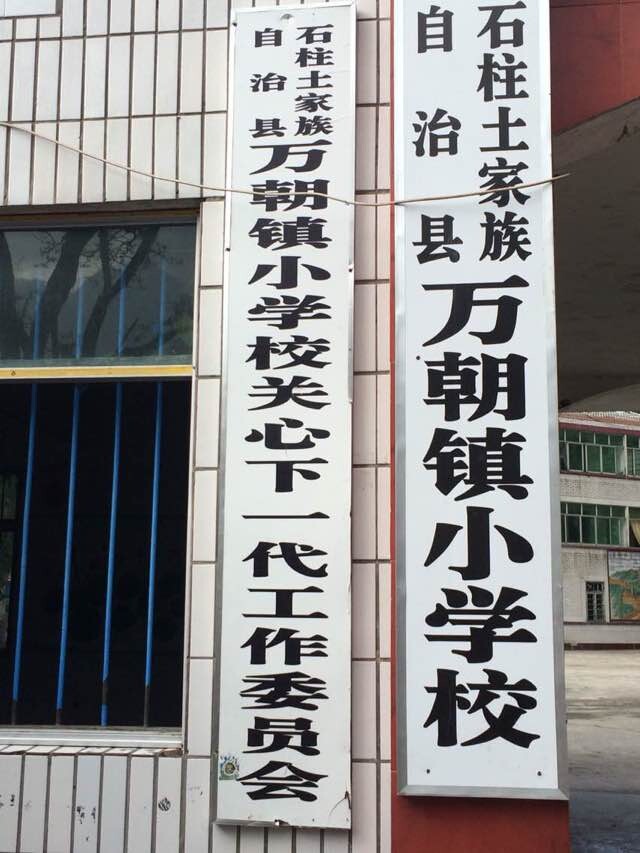 石柱土家族
自治县
万朝镇小学校
石柱土家族
自治县
万朝镇小学校关心下一代工作委员会